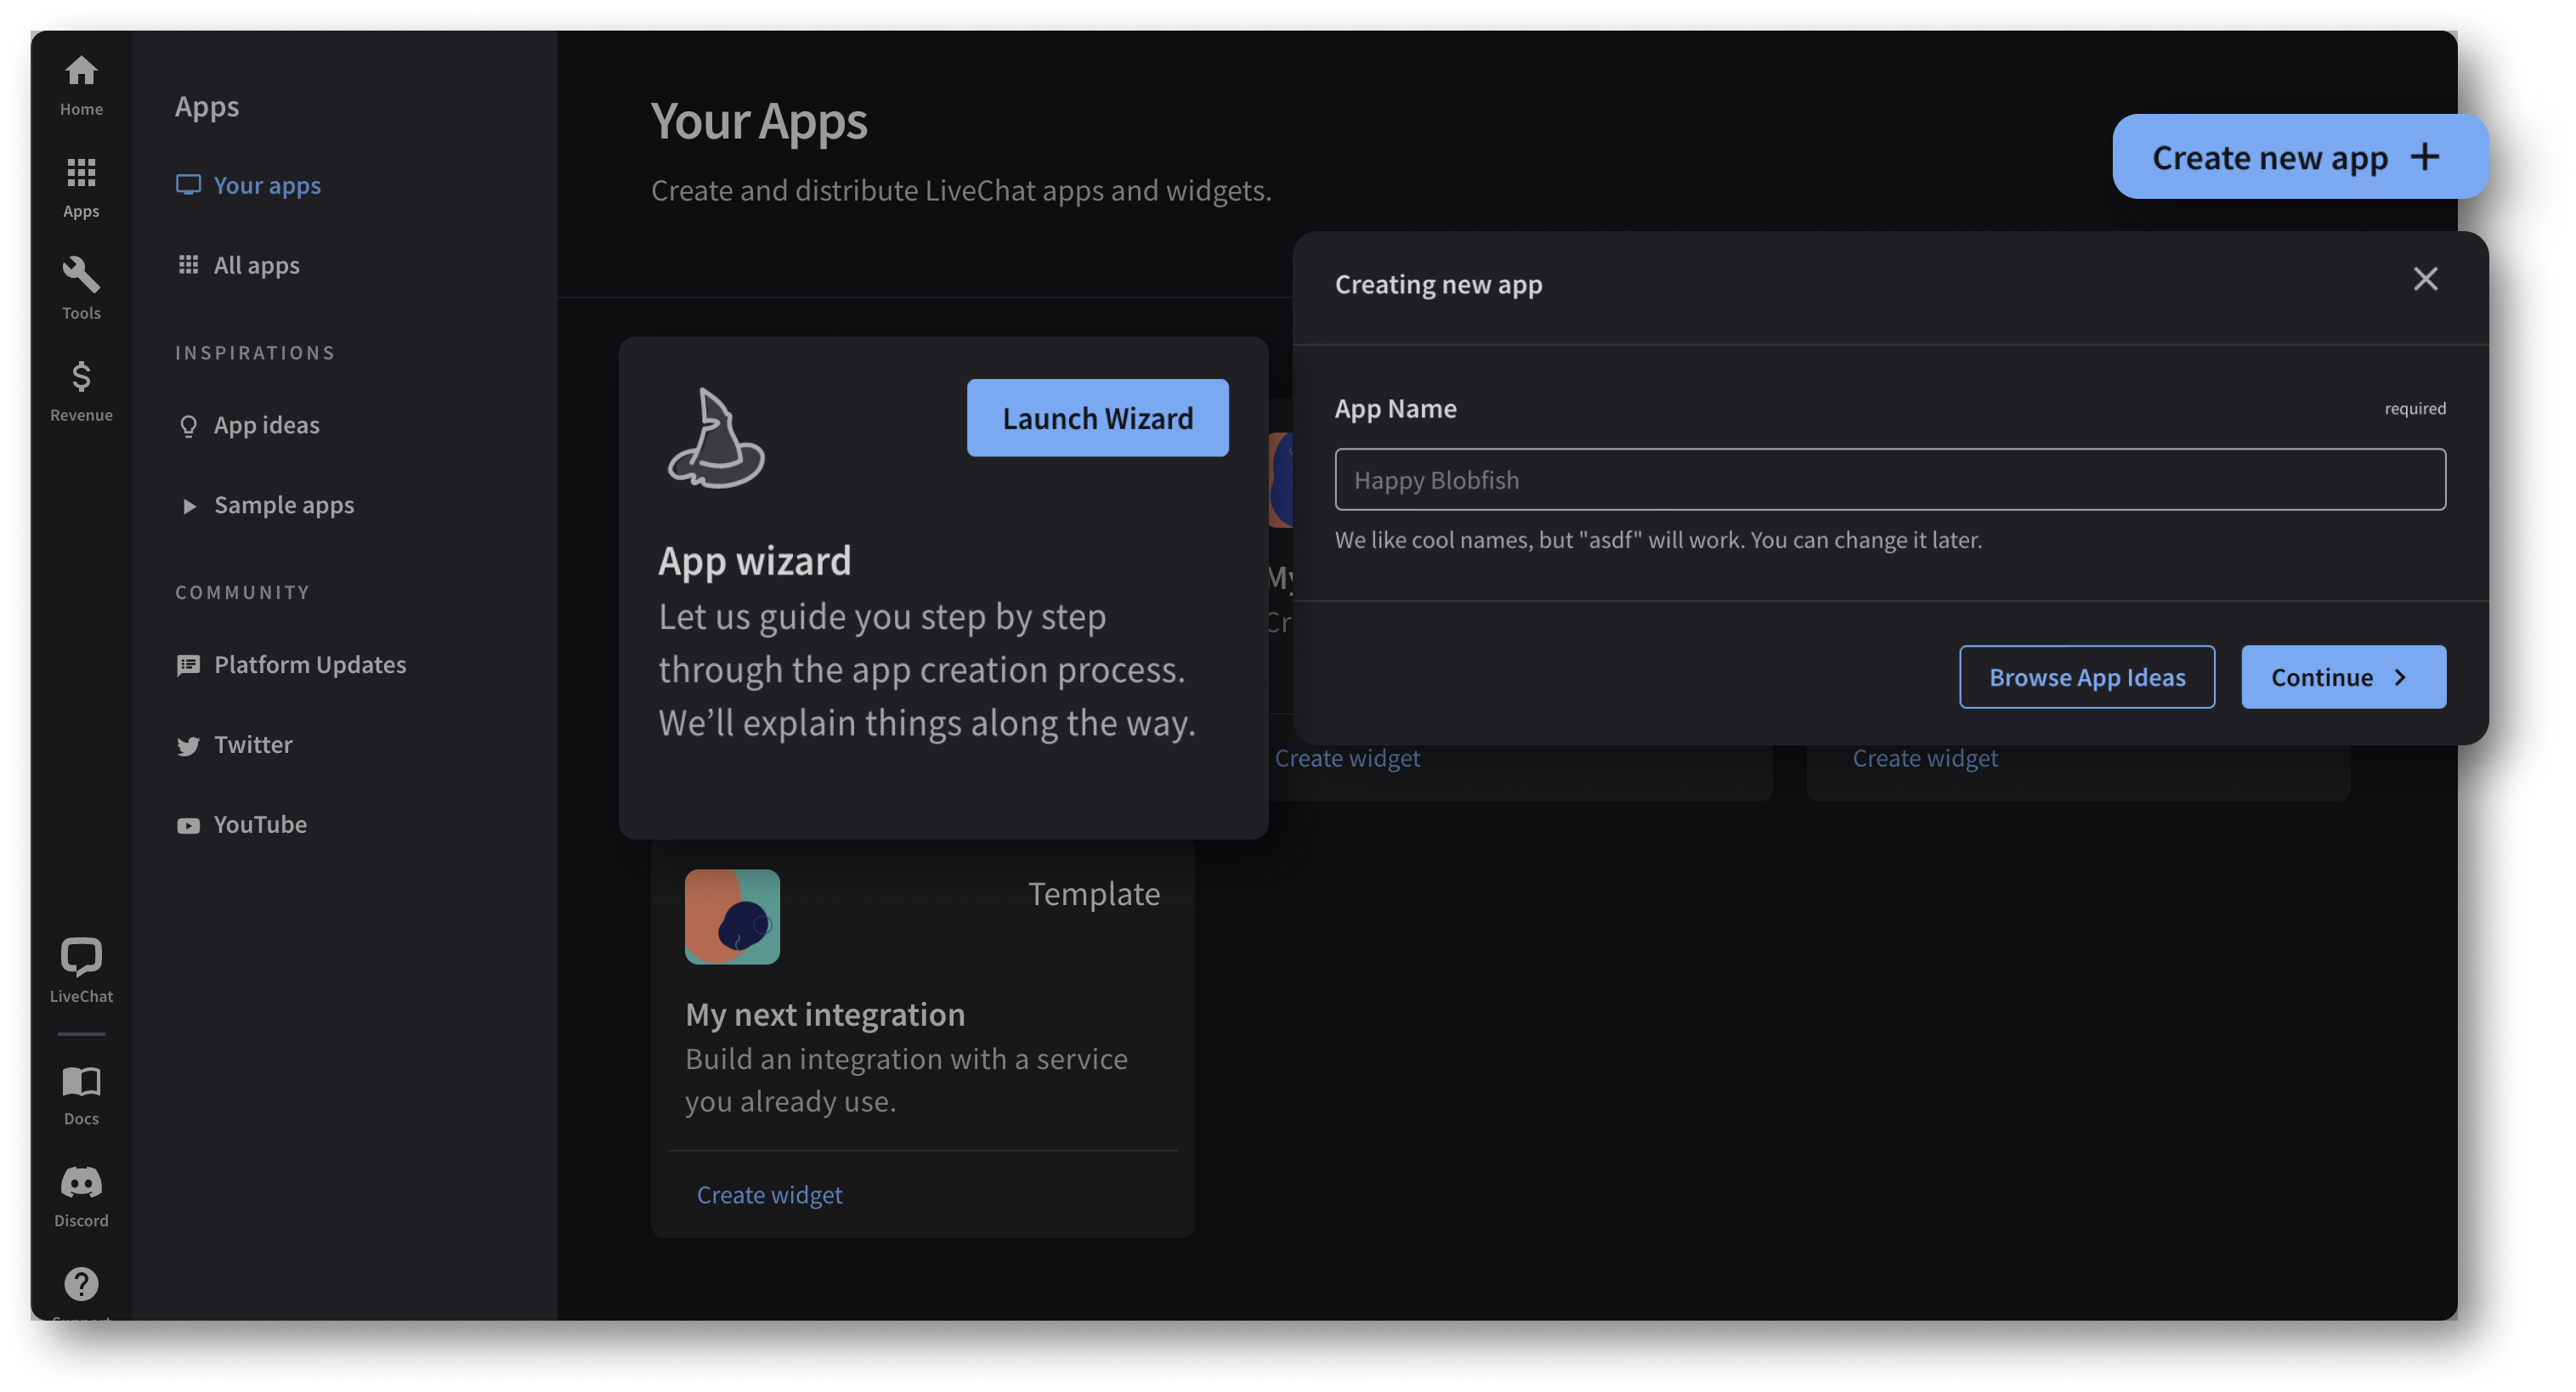 Home
Apps
Tools
Revenue
LiveChat
Docs
Discord
Support
Apps
Your apps
All apps
INSPIRATIONS
App ideas
Sample apps
COMMUNITY
Platform Updates
Twitter
YouTube
Your Apps
Create and distribute LiveChat apps and widgets.
Create new app
Launch Wizard
App wizard
Let us guide you step by step
through the app creation process.
We’ll explain things along the way.
My
Cr
Create widget
Create widget
Creating new app
App Name
required
Happy Blobfish
We like cool names, but "asdf" will work. You can change it later.
Browse App Ideas
Continue
Template
My next integration
Build an integration with a service
you already use.
Create widget